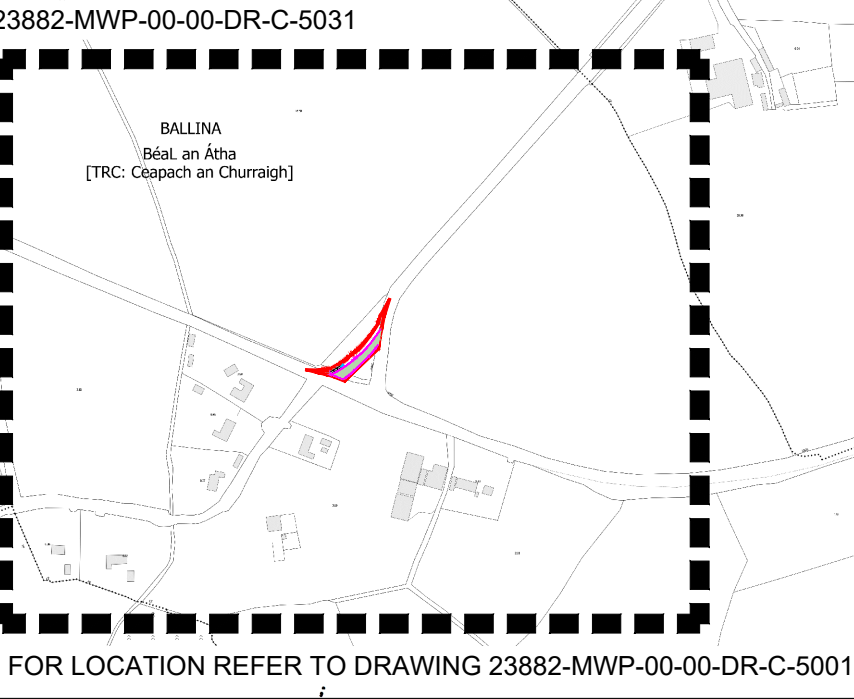 23882-MWP-00-00-DR-C-5031
BALLINA
BéaL an Átha
[TRC: Ceapach an Churraigh]
FOR LOCATION REFER TO DRAWING 23882-MWP-00-00-DR-C-5001